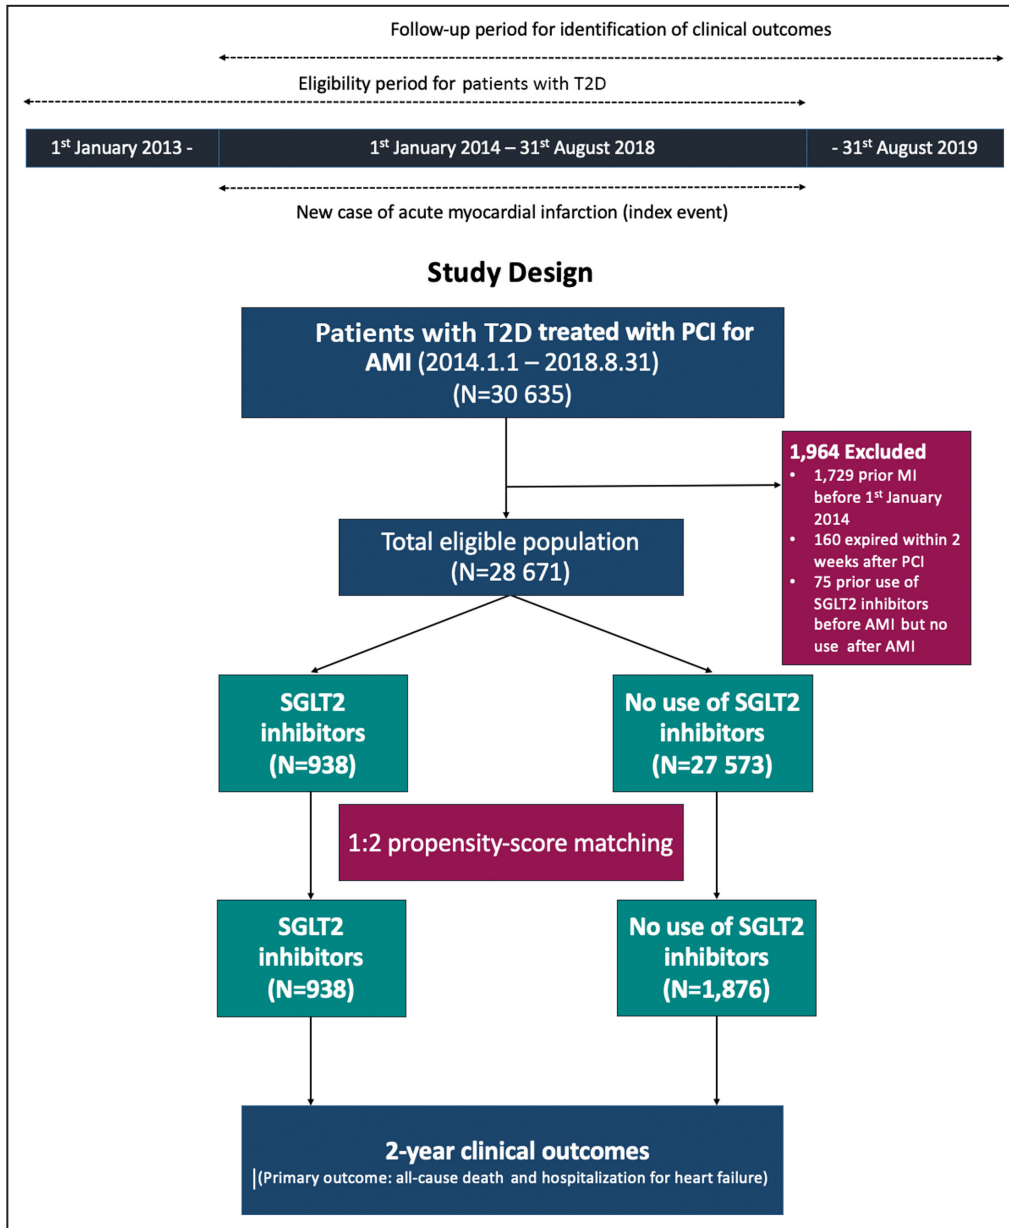 Follow-up period for identification of clinical outcomes
Eligibility period for patients with T2D
1st January 2013 -
1st January 2014 – 31st August 2018
- 31st August 2019
New case of acute myocardial infarction (index event)
Study Design
Patients with T2D treated with PCI for
AMI (2014.1.1 – 2018.8.31)
(N=30 635)
1,964 Excluded
• 1,729 prior MI
before 1st January
2014
• 160 expired within 2
weeks after PCI
• 75 prior use of
SGLT2 inhibitors
before AMI but no
use after AMI
Total eligible population
(N=28 671)
SGLT2
inhibitors
(N=938)
No use of SGLT2
inhibitors
(N=27 573)
1:2 propensity-score matching
SGLT2
inhibitors
(N=938)
No use of SGLT2
inhibitors
(N=1,876)
2-year clinical outcomes
(Primary outcome: all-cause death and hospitalization for heart failure)